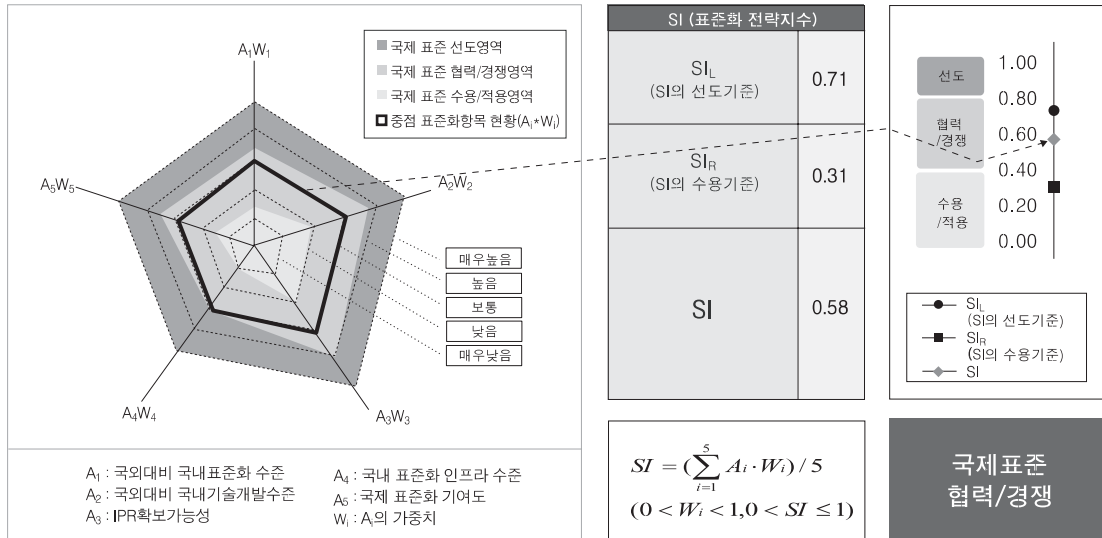 A1W1
국제 표준 선도영역
국제 표준 협력/경쟁영역
국제 표준 수용/적용영역
중점 표준화항목 현황(Ai*Wi)
A5W5
A2W2
매우높음
높음
보통
낮음
매우낮음
A4W4
A3W3
A1 : 국외대비 국내표준화 수준
A2 : 국외대비 국내기술개발수준
A3 : IPR확보가능성
A4 : 국내 표준화 인프라 수준
A5 : 국제 표준화 기여도
Wi : Ai의 가중치
SI (표준화 전략지수)
SIL
(SI의 선도기준)
0.71
SIR
(SI의 수용기준)
0.31
SI
0.58
SI = (∑ i=1 5 Ai · Wi) / 5
(0 < Wi < 1,0 < SI ≤ 1)
선도
협력
/경쟁
수용
/적용
1.00
0.80
0.60
0.40
0.20
0.00
SIL
(SI의 선도기준)
SIR
(SI의 수용기준)
SI
국제표준
협력/경쟁